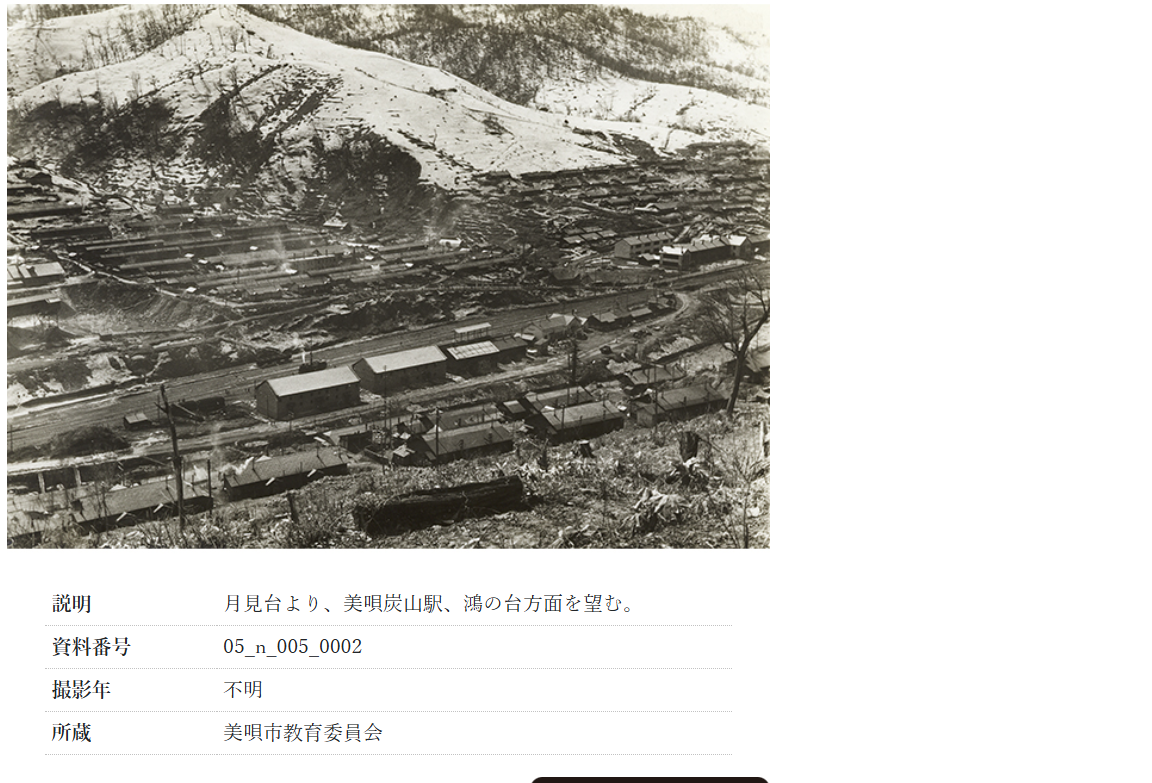 説明 月見台より、美唄炭山駅、鴻の台方面を望む。
資料番号 05_n_005_0002
撮影年 不明
所蔵 美唄市教育委員会